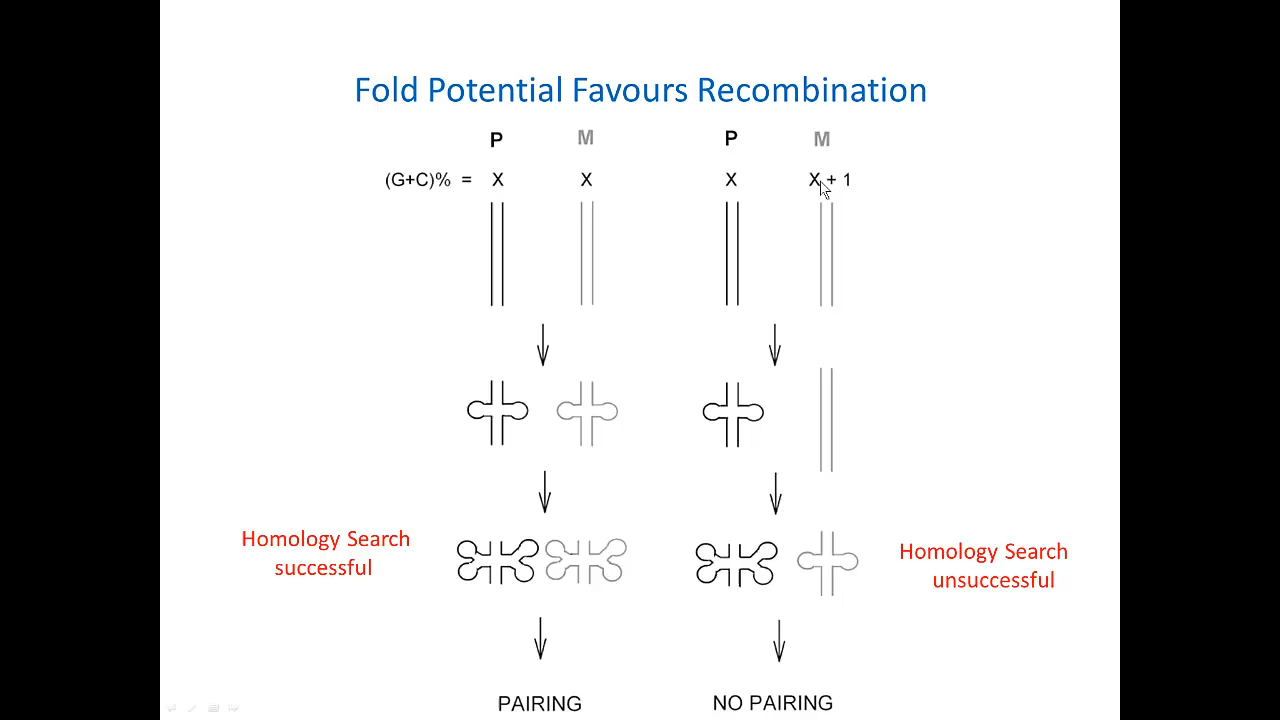 Fold Potential Favours Recombination
P M P M
(G+C)% = X X X X + 1
Homology Search
successful
Homology Search
unsuccessful
PAIRING NO PAIRING